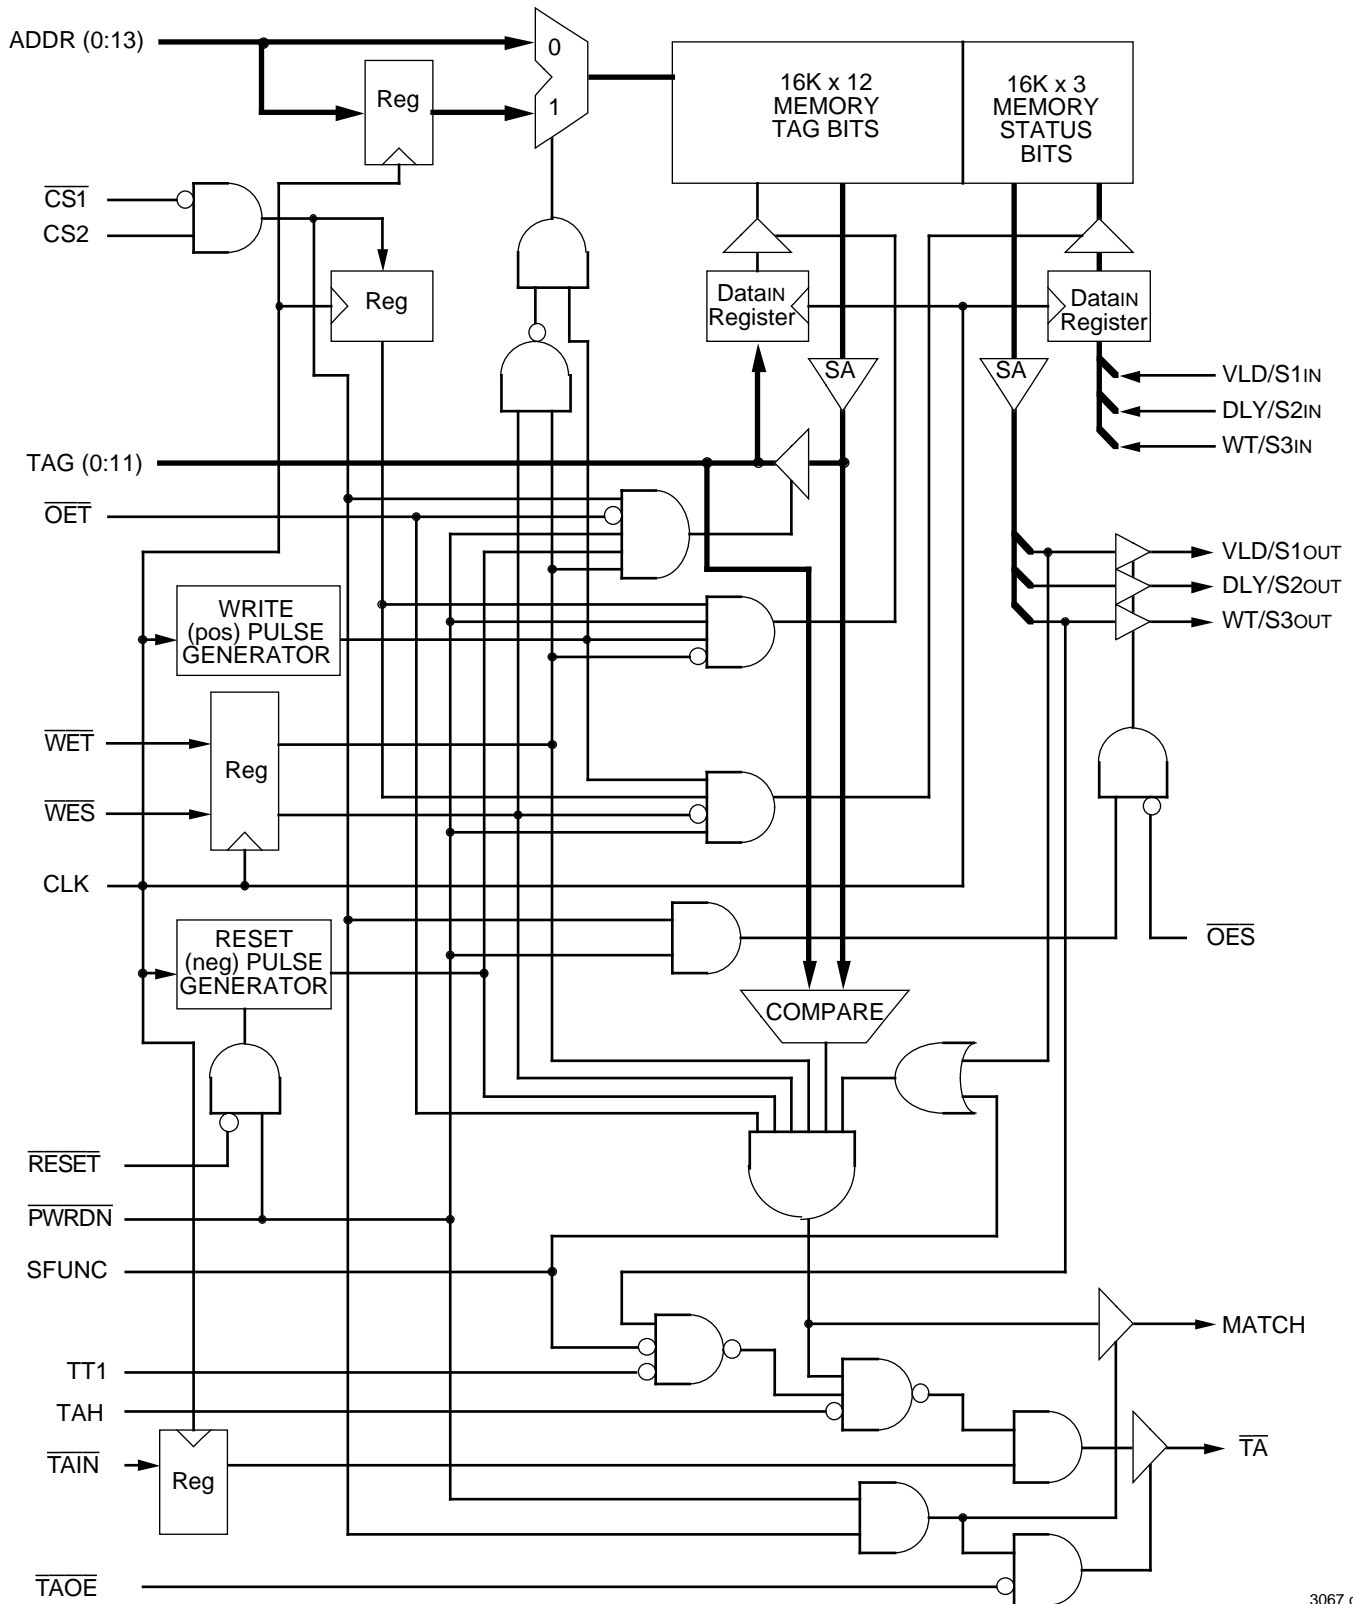 ADDR (0:13)
0
1
Reg
16K x 12
MEMORY
TAG BITS
16K x 3
MEMORY
STATUS
BITS
CS1
CS2
Reg
DataIN
Register
DataIN
Register
SA
SA
VLD/S1IN
DLY/S2IN
WT/S3IN
TAG (0:11)
OET
VLD/S1OUT
DLY/S2OUT
WT/S3OUT
WRITE
(pos) PULSE
GENERATOR
WET
Reg
WES
CLK
RESET
(neg) PULSE
GENERATOR
OES
COMPARE
RESET
PWRDN
SFUNC
MATCH
TT1
TAH
TAIN
Reg
TA
TAOE
3067